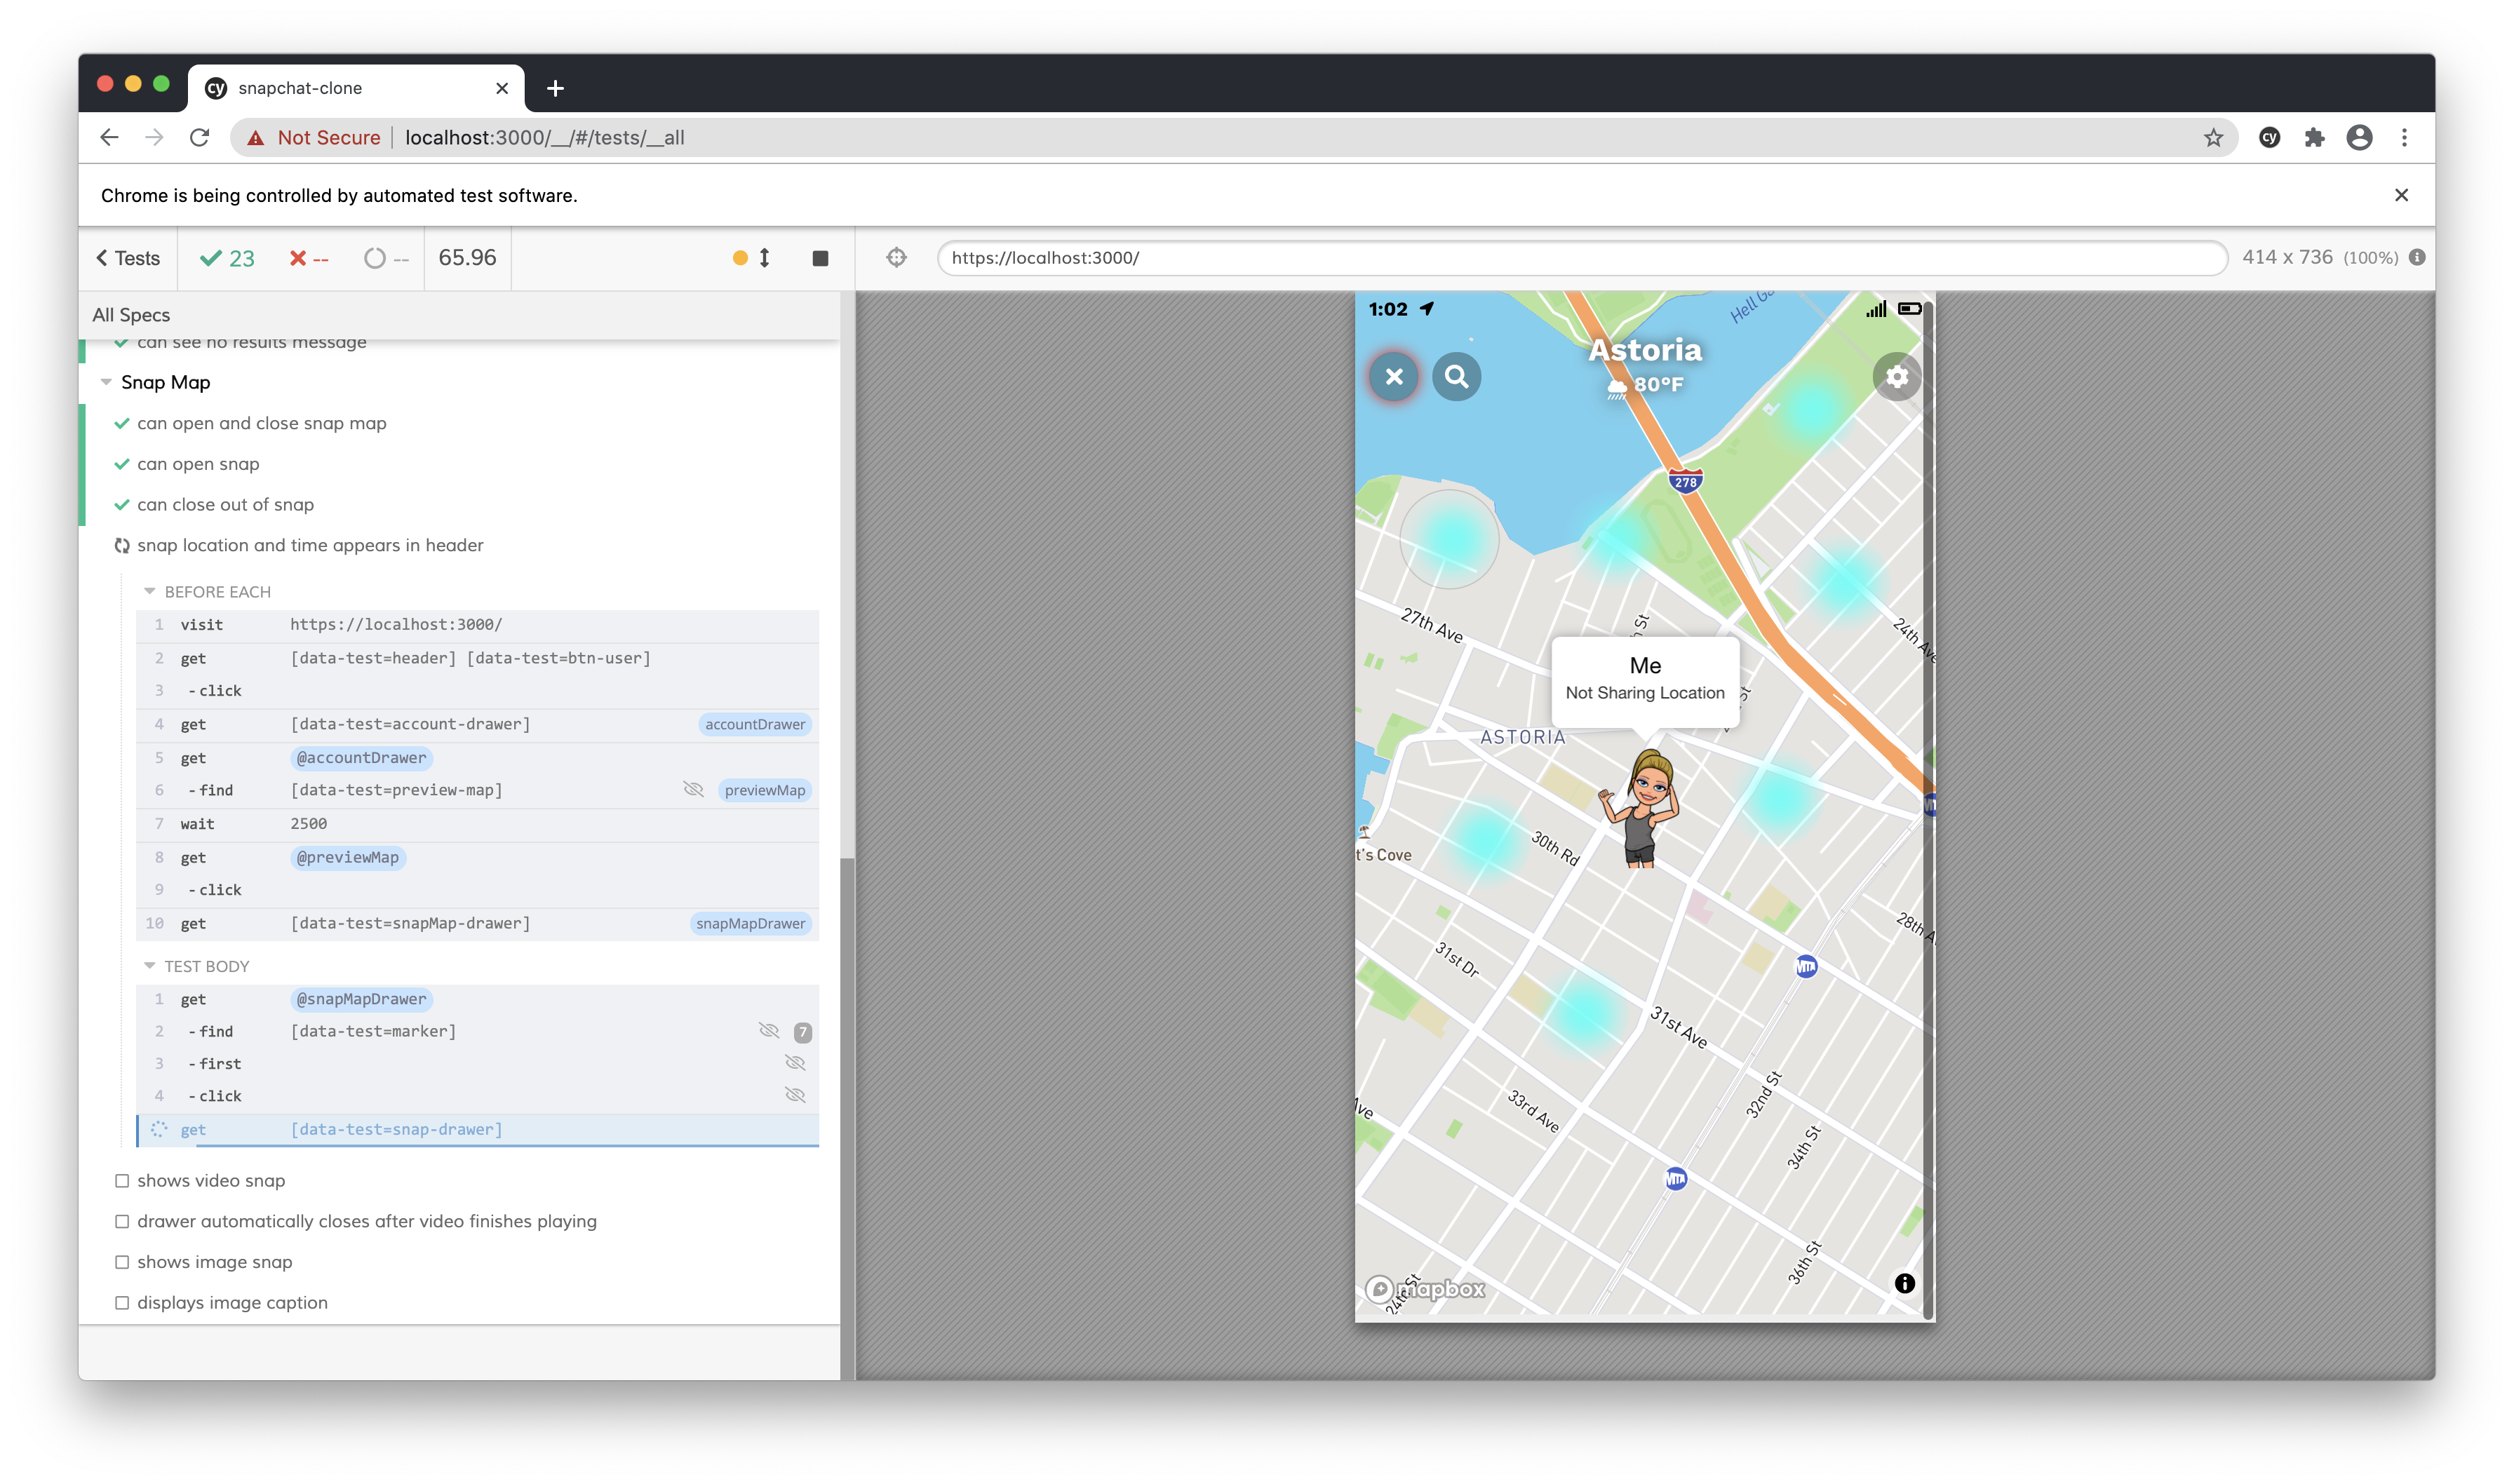 snapchat-clone
Not Secure localhost:3000/__/#/tests/__all
Chrome is being controlled by automated test software.
Tests 23 -- -- 65.96
https://localhost:3000/ 414 x 736 (100%)
All Specs
can see no results message
Snap Map
can open and close snap map
can open snap
can close out of snap
snap location and time appears in header
BEFORE EACH
1 visit https://localhost:3000/
2 get [data-test=header] [data-test=btn-user]
3 -click
4 get [data-test=account-drawer] accountDrawer
5 get @accountDrawer
6 -find [data-test=preview-map] previewMap
7 wait 2500
8 get @previewMap
9 -click
10 get [data-test=snapMap-drawer] snapMapDrawer
TEST BODY
1 get @snapMapDrawer
2 -find [data-test=marker] 7
3 -first
4 -click
get [data-test=snap-drawer]
shows video snap
drawer automatically closes after video finishes playing
shows image snap
displays image caption
1:02
Astoria
80°F
278
27th Ave
24th Ave
Me
Not Sharing Location
ASTORIA
30th Rd
t's Cove
28th A
31st Dr
MTA
31st Ave
32nd St
33rd Ave
Ave
34th St
MTA
36th St
24th St
mapbox